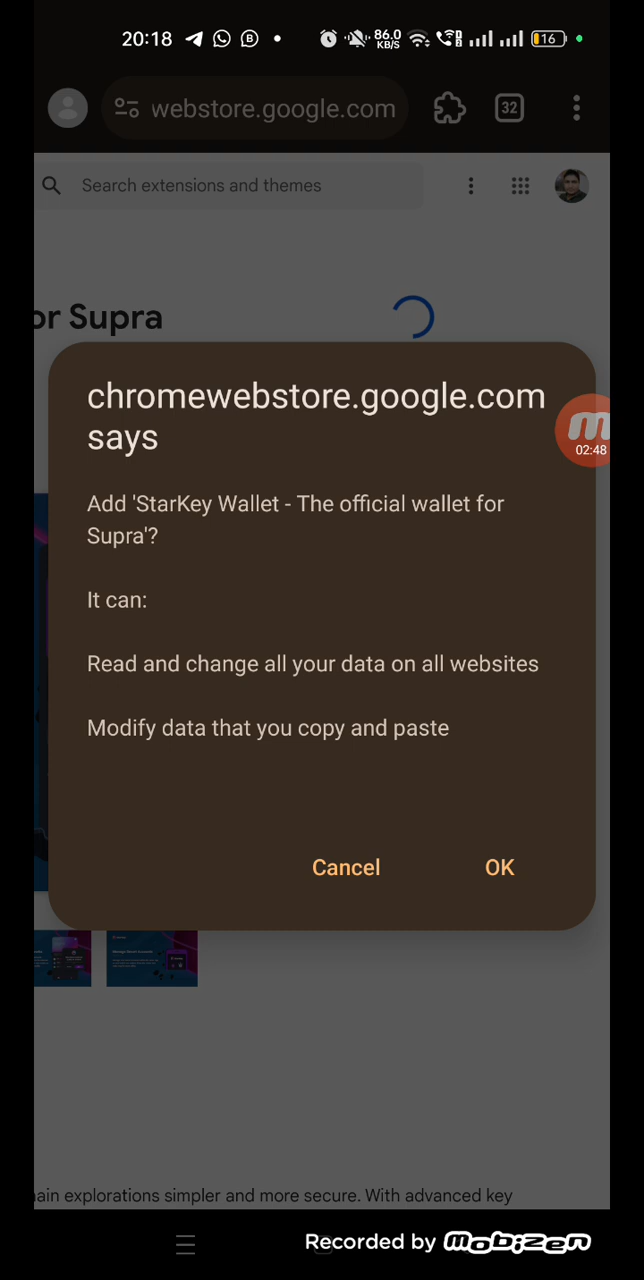 20:18
86.0
KB/S
16
webstore.google.com
32
Search extensions and themes
or Supra
chromewebstore.google.com
says
02:48
Add 'StarKey Wallet - The official wallet for
Supra'?
It can:
Read and change all your data on all websites
Modify data that you copy and paste
Cancel
OK
ain explorations simpler and more secure. With advanced key
Recorded by mobizen